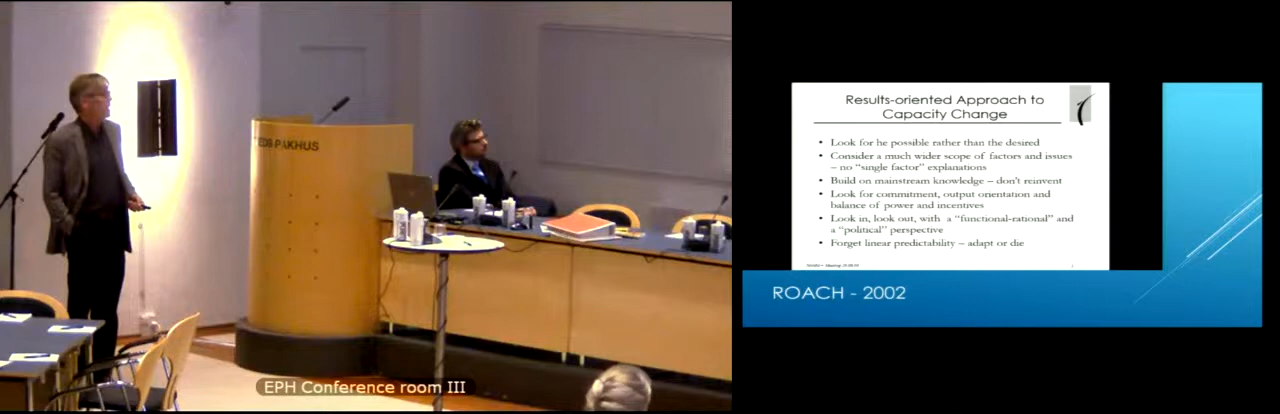 EDS-PAKHUS
EPH Conference room III
Results-oriented Approach to
Capacity Change
• Look for he possible rather than the desired
• Consider a much wider scope of factors and issues
– no “single factor” explanations
• Build on mainstream knowledge – don't reinvent
• Look for commitment, output orientation and
balance of power and incentives
• Look in, look out, with a “functional-rational” and
a “political” perspective
• Forget linear predictability – adapt or die
ROACH - 2002